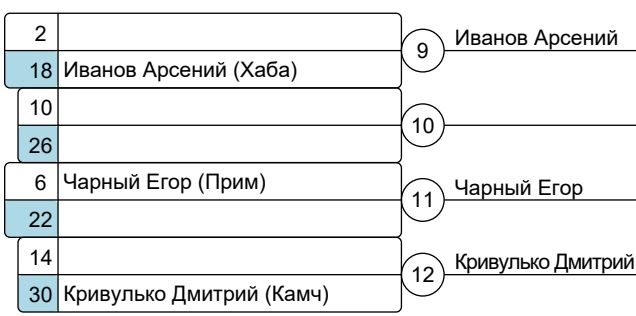 2
9 Иванов Арсений
18 Иванов Арсений (Хаба)
10
10
26
6 Чарный Егор (Прим)
11 Чарный Егор
22
14
12 Кривулько Дмитрий
30 Кривулько Дмитрий (Камч)